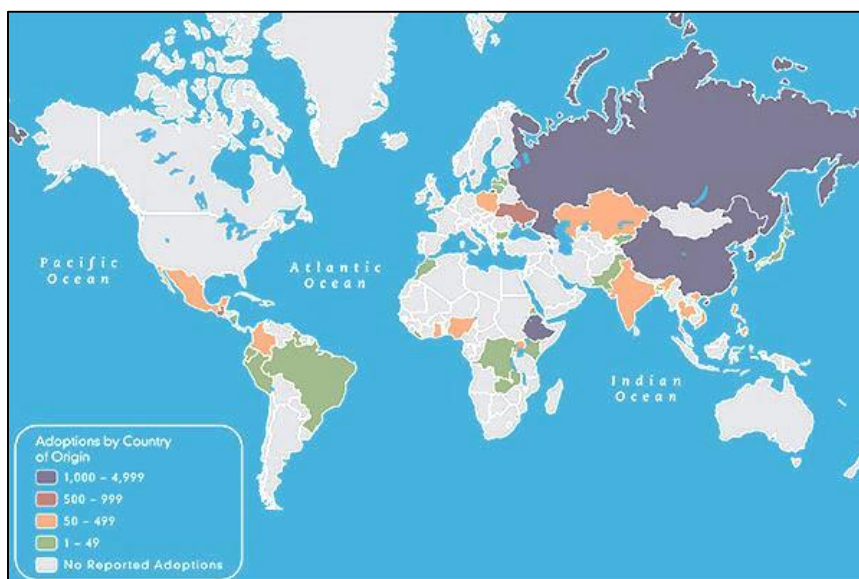 Pacific
Ocean
Atlantic
Ocean
Indian
Ocean
Adoptions by Country
of Origin
1,000 – 4,999
500 – 999
50 – 499
1 – 49
No Reported Adoptions